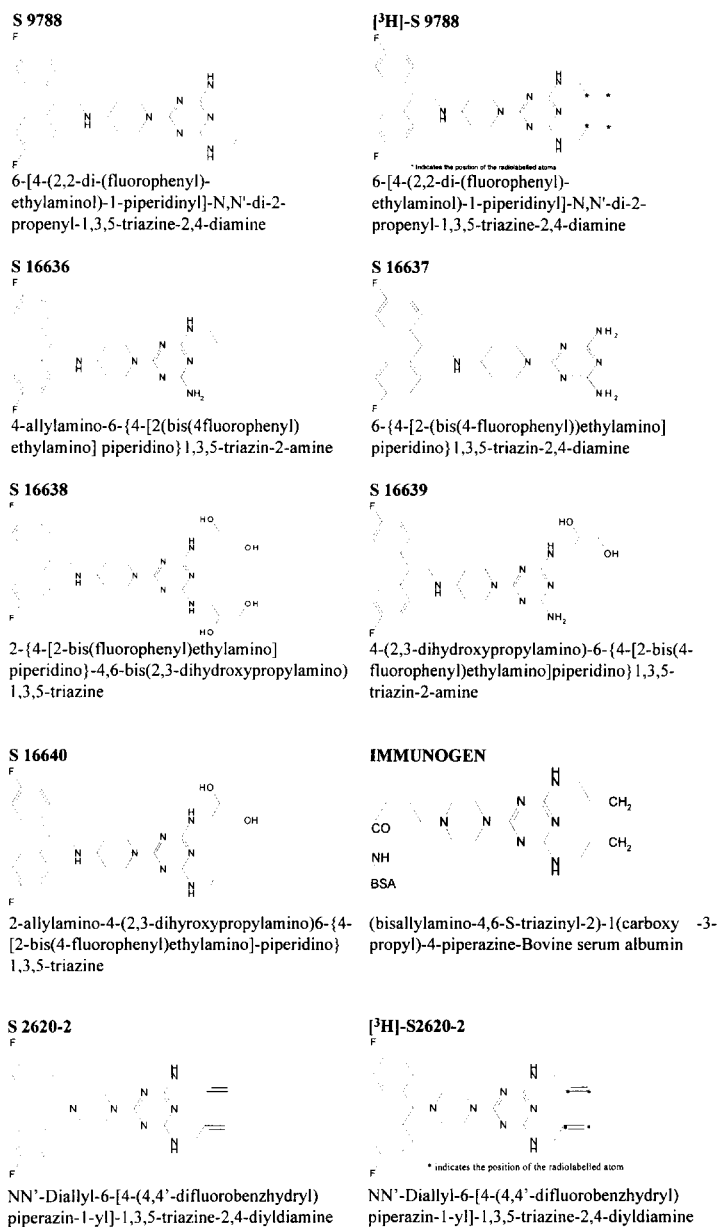 S 9788
F
H
N
N
N
H
N
N
N
N
H
F
6-[4-(2,2-di-(fluorophenyl)-
ethylaminol)-1-piperidinyl]-N,N'-di-2-
propenyl-1,3,5-triazine-2,4-diamine
[³H]-S 9788
F
H
N
N
* *
N
H
N
N
N
* *
N
H
F
* Indicates the position of the radiolabelled atoms
6-[4-(2,2-di-(fluorophenyl)-
ethylaminol)-1-piperidinyl]-N,N'-di-2-
propenyl-1,3,5-triazine-2,4-diamine
S 16636
F
H
N
N
N
H
N
N
N
NH₂
F
4-allylamino-6-{4-[2(bis(4fluorophenyl)
ethylamino] piperidino}1,3,5-triazin-2-amine
S 16637
F
NH₂
N
N
H
N
N
N
NH₂
F
6-{4-[2-(bis(4-fluorophenyl))ethylamino]
piperidino}1,3,5-triazin-2,4-diamine
S 16638
F
HO
H
N
OH
N
N
H
N
N
N
N
H
OH
HO
F
2-{4-[2-bis(fluorophenyl)ethylamino]
piperidino}-4,6-bis(2,3-dihydroxypropylamino)
1,3,5-triazine
S 16639
F
HO
H
N
OH
N
N
H
N
N
N
NH₂
F
4-(2,3-dihydroxypropylamino)-6-{4-[2-bis(4-
fluorophenyl)ethylamino]piperidino}1,3,5-
triazin-2-amine
S 16640
F
HO
H
N
OH
N
N
H
N
N
N
N
H
F
2-allylamino-4-(2,3-dihyroxypropylamino)6-{4-
[2-bis(4-fluorophenyl)ethylamino]-piperidino}
1,3,5-triazine
IMMUNOGEN
H
N
N
CH₂
CO
N
N
N
N
CH₂
NH
N
H
BSA
(bisallylamino-4,6-S-triazinyl-2)-1(carboxy -3-
propyl)-4-piperazine-Bovine serum albumin
S 2620-2
F
H
N
N
N
N
N
N
N
H
F
NN'-Diallyl-6-[4-(4,4'-difluorobenzhydryl)
piperazin-1-yl]-1,3,5-triazine-2,4-diyldiamine
[³H]-S2620-2
F
H
N
N
N
N
N
N
N
H
* indicates the position of the radiolabelled atom
F
NN'-Diallyl-6-[4-(4,4'-difluorobenzhydryl)
piperazin-1-yl]-1,3,5-triazine-2,4-diyldiamine